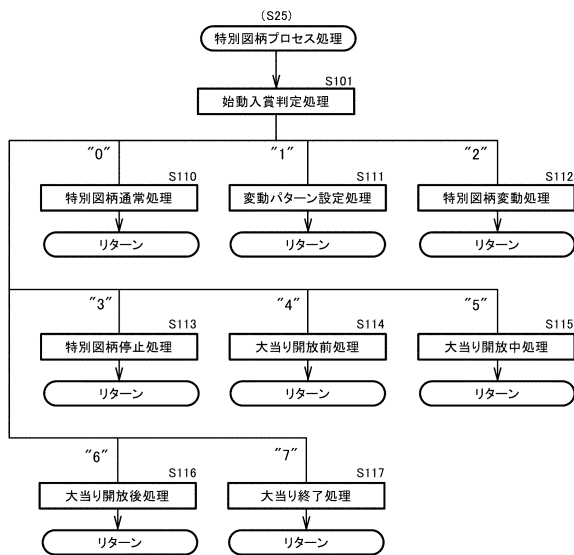 (S25)
特別図柄プロセス処理
S101
始動入賞判定処理
"0" "1" "2"
S110 S111 S112
特別図柄通常処理 変動パターン設定処理 特別図柄変動処理
リターン リターン リターン
"3" "4" "5"
S113 S114 S115
特別図柄停止処理 大当り開放前処理 大当り開放中処理
リターン リターン リターン
"6" "7"
S116 S117
大当り開放後処理 大当り終了処理
リターン リターン